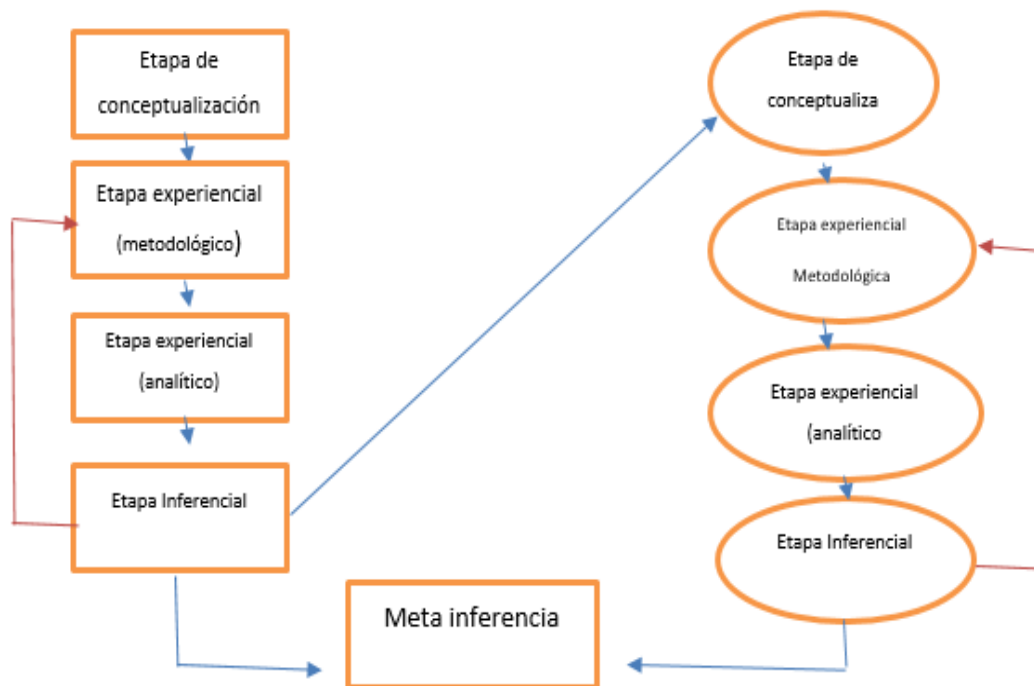 Etapa de
conceptualización
Etapa experiencial
(metodológico)
Etapa experiencial
(analítico)
Etapa Inferencial
Etapa de
conceptualiza
Etapa experiencial
Metodológica
Etapa experiencial
(analítico
Etapa Inferencial
Meta inferencia